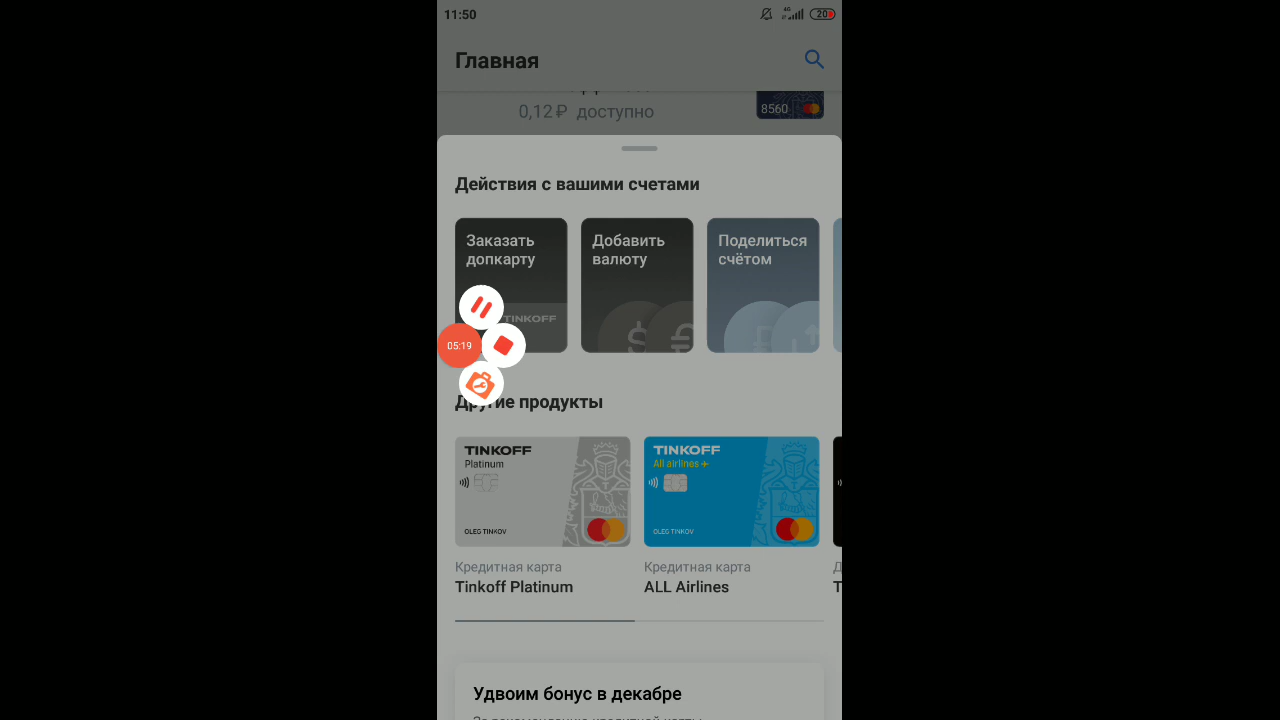 11:50
4G
20
Главная
0,12 ₽ доступно
8560
Действия с вашими счетами
Заказать
допкарту
Добавить
валюту
Поделиться
счётом
TINKOFF
05:19
Другие продукты
TINKOFF
Platinum
OLEG TINKOV
TINKOFF
All airlines
OLEG TINKOV
Кредитная карта
Tinkoff Platinum
Кредитная карта
ALL Airlines
Удвоим бонус в декабре